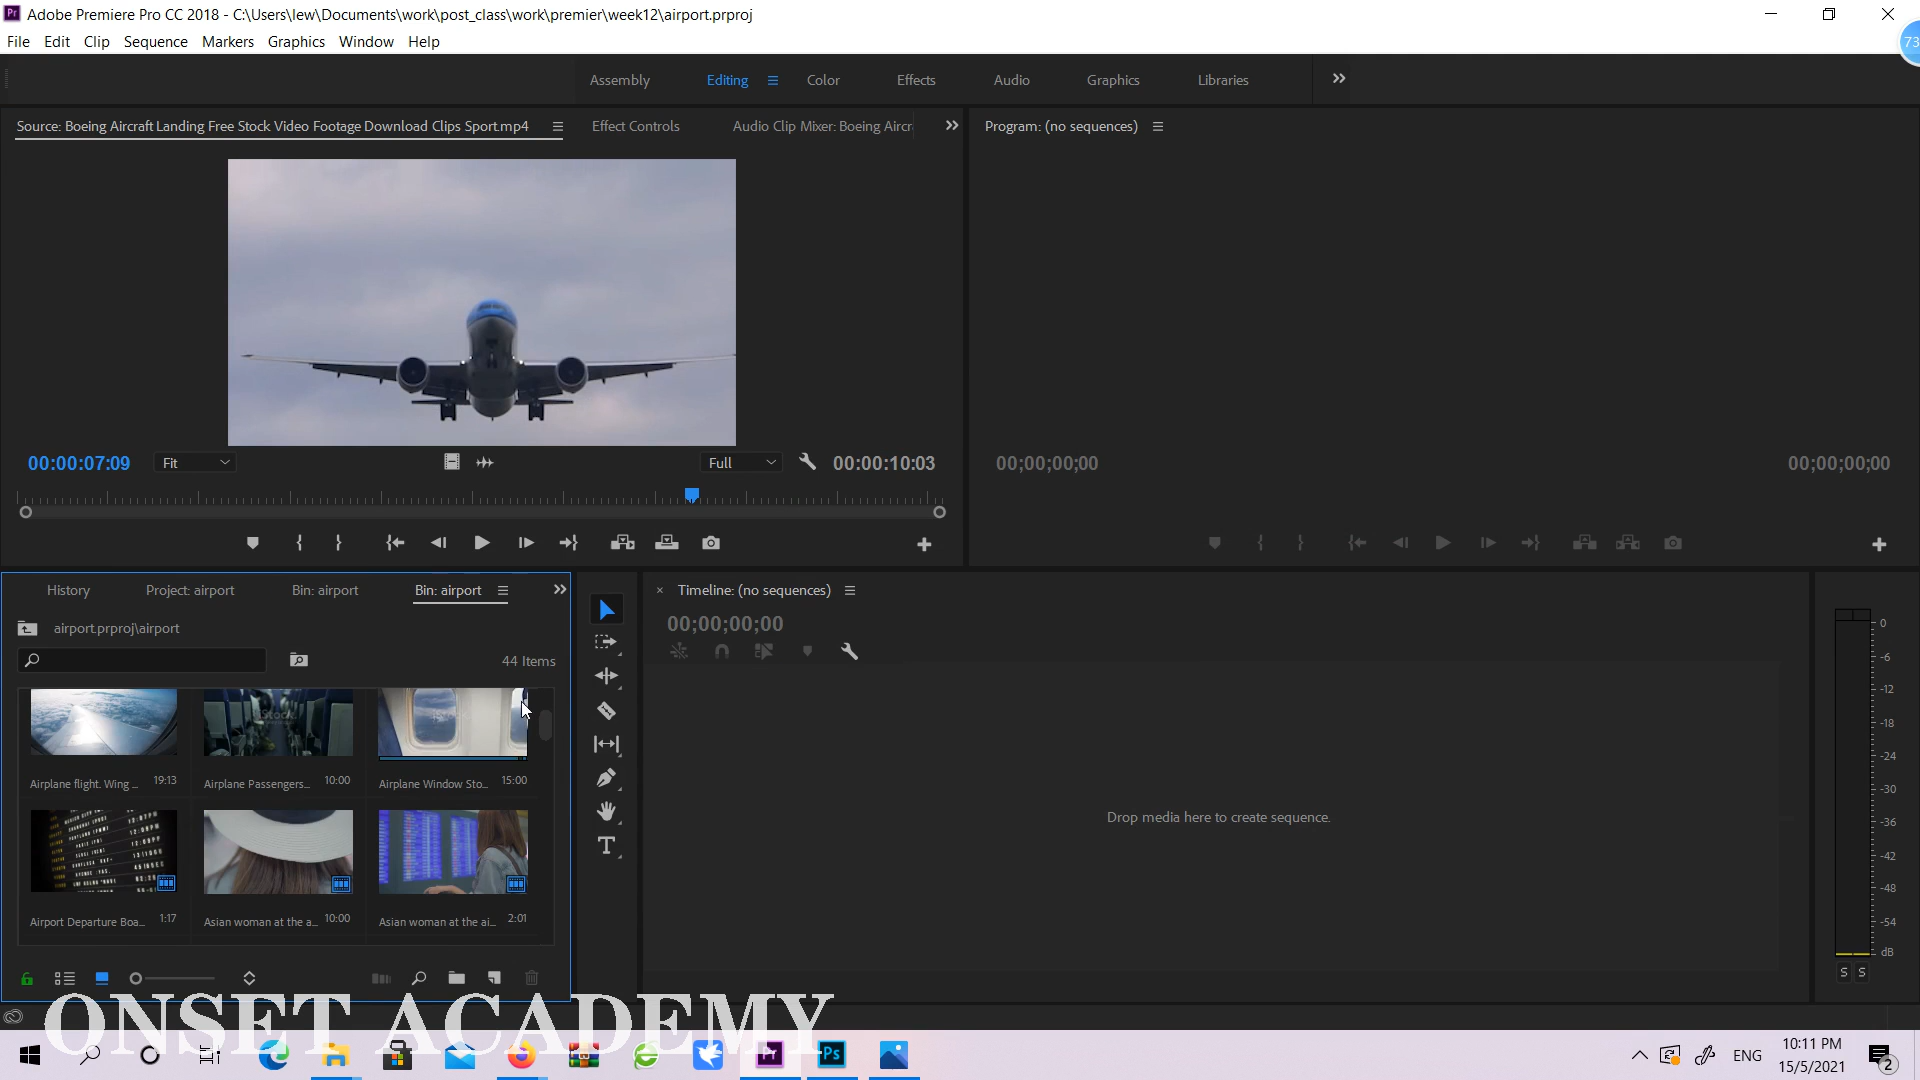 Adobe Premiere Pro CC 2018 - C:\Users\lew\Documents\work\post_class\work\premier\week12\airport.prproj
File Edit Clip Sequence Markers Graphics Window Help
73
Assembly Editing Color Effects Audio Graphics Libraries
Source: Boeing Aircraft Landing Free Stock Video Footage Download Clips Sport.mp4 Effect Controls Audio Clip Mixer: Boeing Aircr
Program: (no sequences)
00:00:07:09 Fit Full 00:00:10:03
00;00;00;00 00;00;00;00
History Project: airport Bin: airport Bin: airport
Timeline: (no sequences)
airport.prproj\airport
00;00;00;00
44 Items
Airplane flight. Wing ... 19:13
Airplane Passengers... 10:00
Airplane Window Sto... 15:00
Airport Departure Boa... 1:17
Asian woman at the a... 10:00
Asian woman at the ai... 2:01
Drop media here to create sequence.
0
-6
-12
-18
-24
-30
-36
-42
-48
-54
dB
S S
ONSET ACADEMY
ENG
10:11 PM
15/5/2021
2